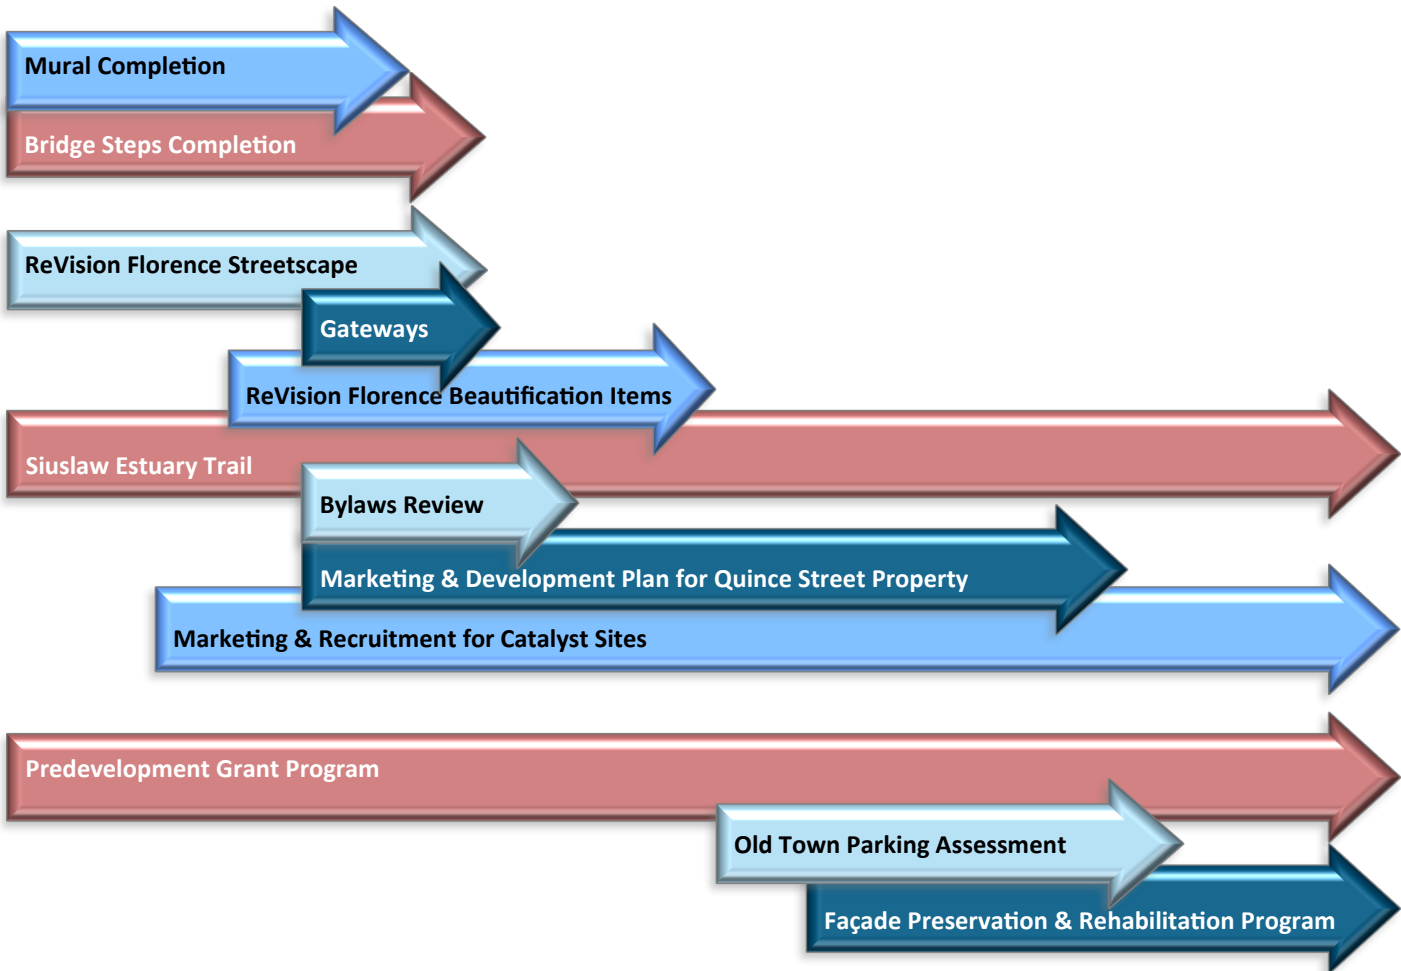 Mural Completion
Bridge Steps Completion
ReVision Florence Streetscape
Gateways
ReVision Florence Beautification Items
Siuslaw Estuary Trail
Bylaws Review
Marketing & Development Plan for Quince Street Property
Marketing & Recruitment for Catalyst Sites
Predevelopment Grant Program
Old Town Parking Assessment
Façade Preservation & Rehabilitation Program